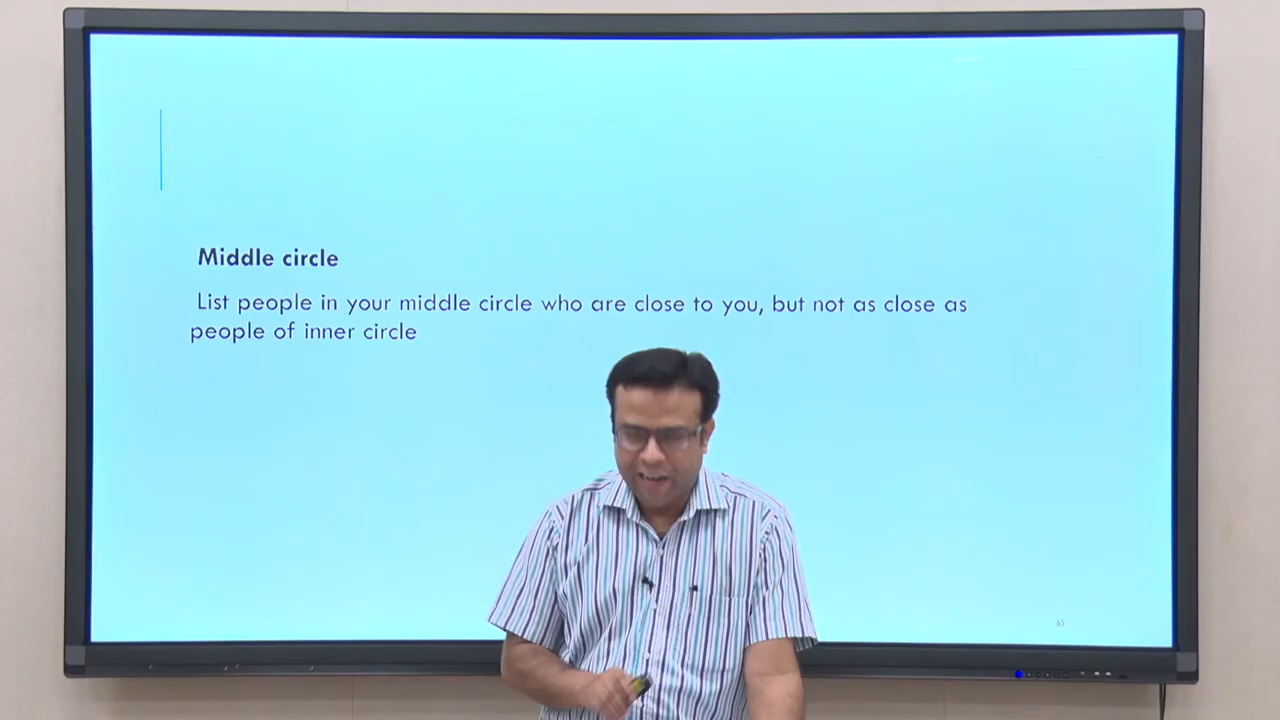 Middle circle
List people in your middle circle who are close to you, but not as close as
people of inner circle
65